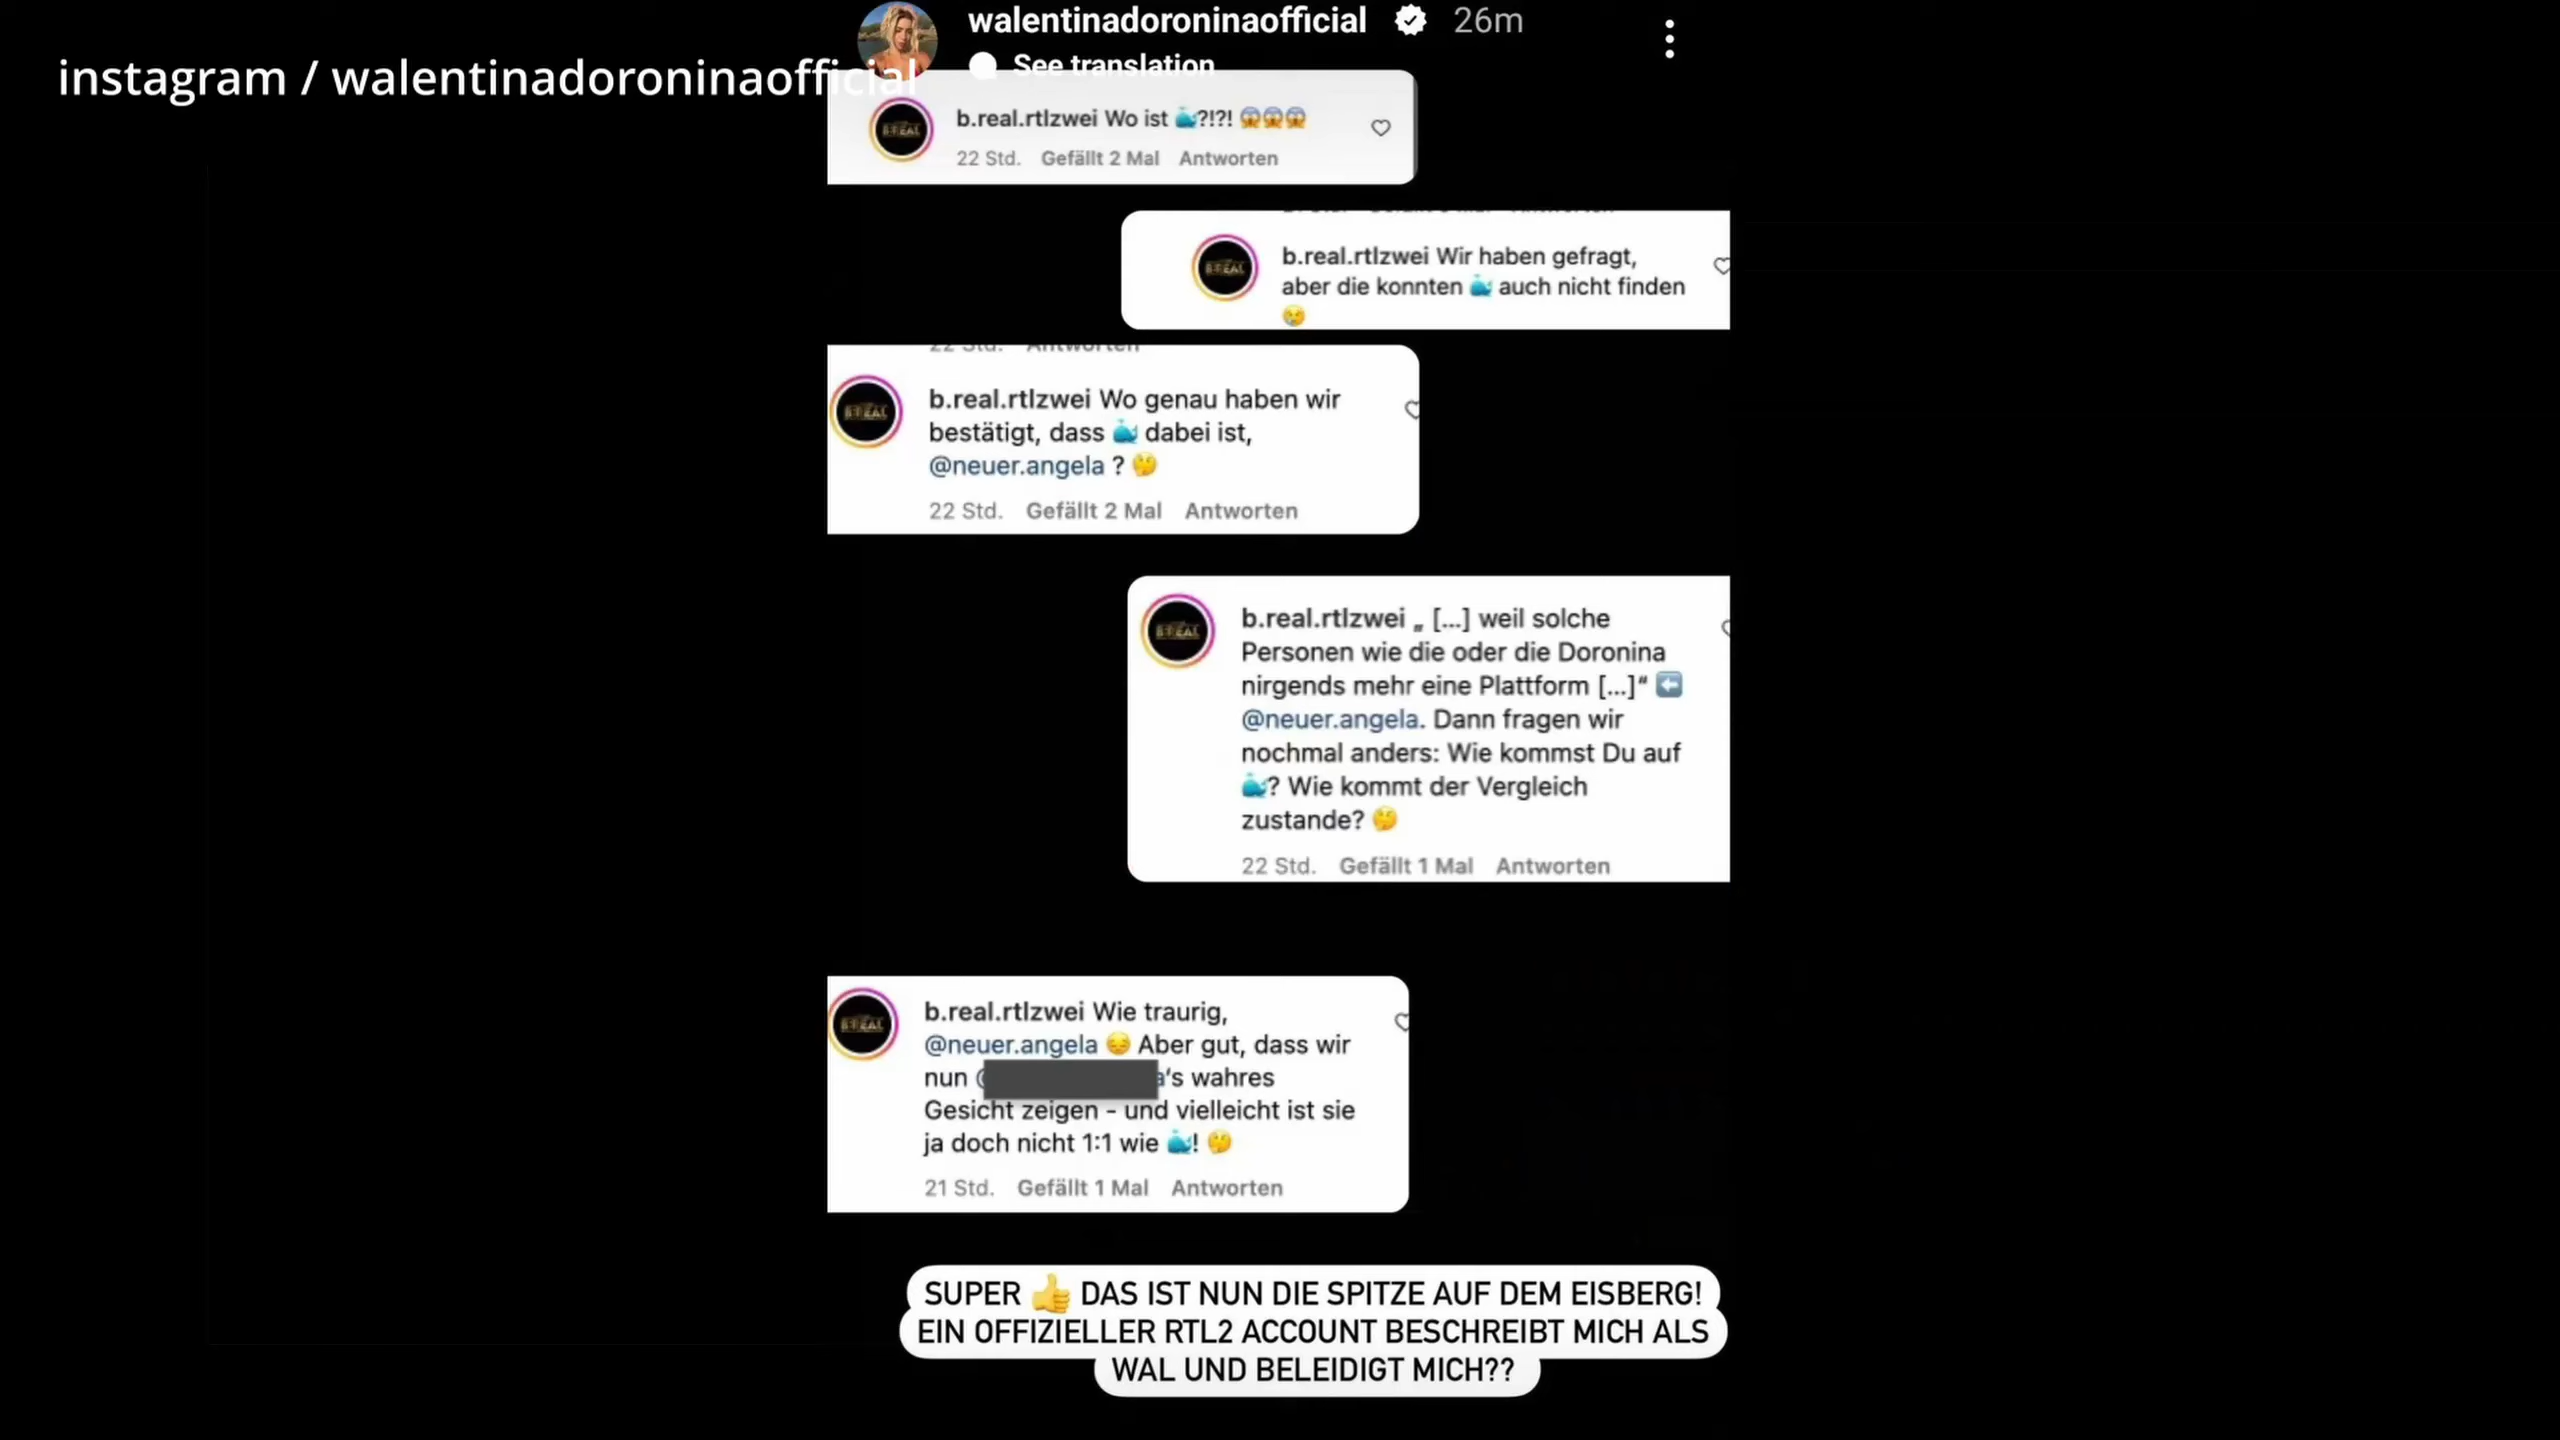 walentinadoroninaofficial 26m
instagram / walentinadoroninaofficial
See translation
b.real.rtlzwei Wo ist 🐳?!?! 😱😱😱
22 Std. Gefällt 2 Mal Antworten
b.real.rtlzwei Wir haben gefragt,
aber die konnten 🐳 auch nicht finden
😢
22 Std. Antworten
b.real.rtlzwei Wo genau haben wir
bestätigt, dass 🐳 dabei ist,
@neuer.angela ? 🤔
22 Std. Gefällt 2 Mal Antworten
b.real.rtlzwei „ [...] weil solche
Personen wie die oder die Doronina
nirgends mehr eine Plattform [...]“ ⬅️
@neuer.angela. Dann fragen wir
nochmal anders: Wie kommst Du auf
🐳? Wie kommt der Vergleich
zustande? 🤔
22 Std. Gefällt 1 Mal Antworten
b.real.rtlzwei Wie traurig,
@neuer.angela 😔 Aber gut, dass wir
nun @ a‘s wahres
Gesicht zeigen - und vielleicht ist sie
ja doch nicht 1:1 wie 🐳! 🤔
21 Std. Gefällt 1 Mal Antworten
SUPER 👍 DAS IST NUN DIE SPITZE AUF DEM EISBERG!
EIN OFFIZIELLER RTL2 ACCOUNT BESCHREIBT MICH ALS
WAL UND BELEIDIGT MICH??